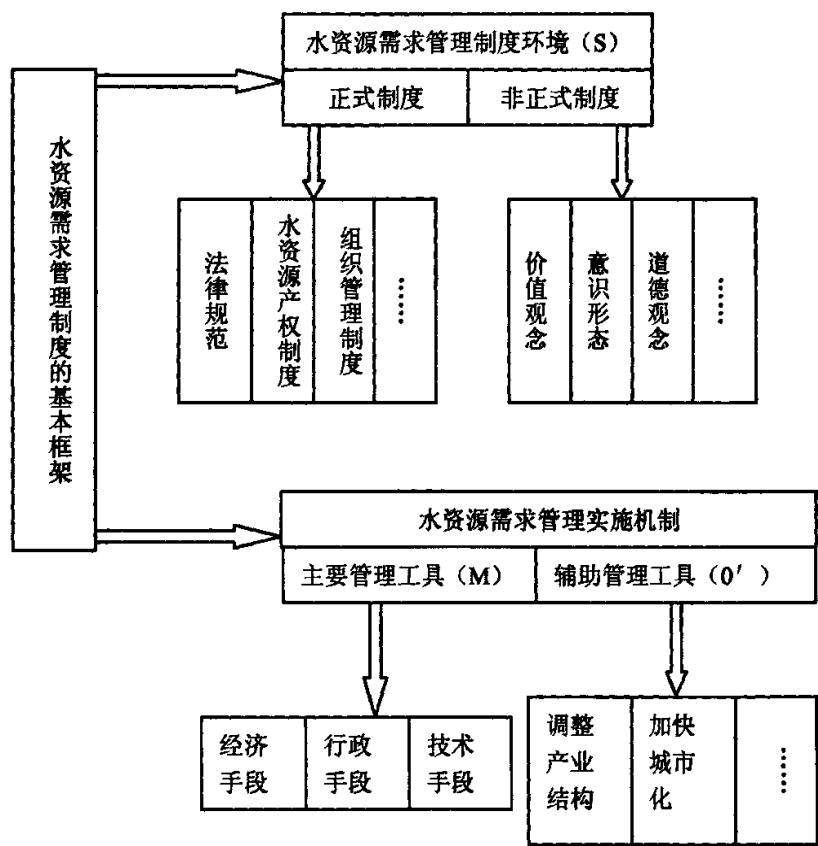 水资源需求管理制度的基本框架
水资源需求管理制度环境（S）
正式制度
非正式制度
法律规范
水资源产权制度
组织管理制度
……
价值观念
意识形态
道德观念
……
水资源需求管理实施机制
主要管理工具（M）
辅助管理工具（0′）
经济
手段
行政
手段
技术
手段
调整
产业
结构
加快
城市
化
……